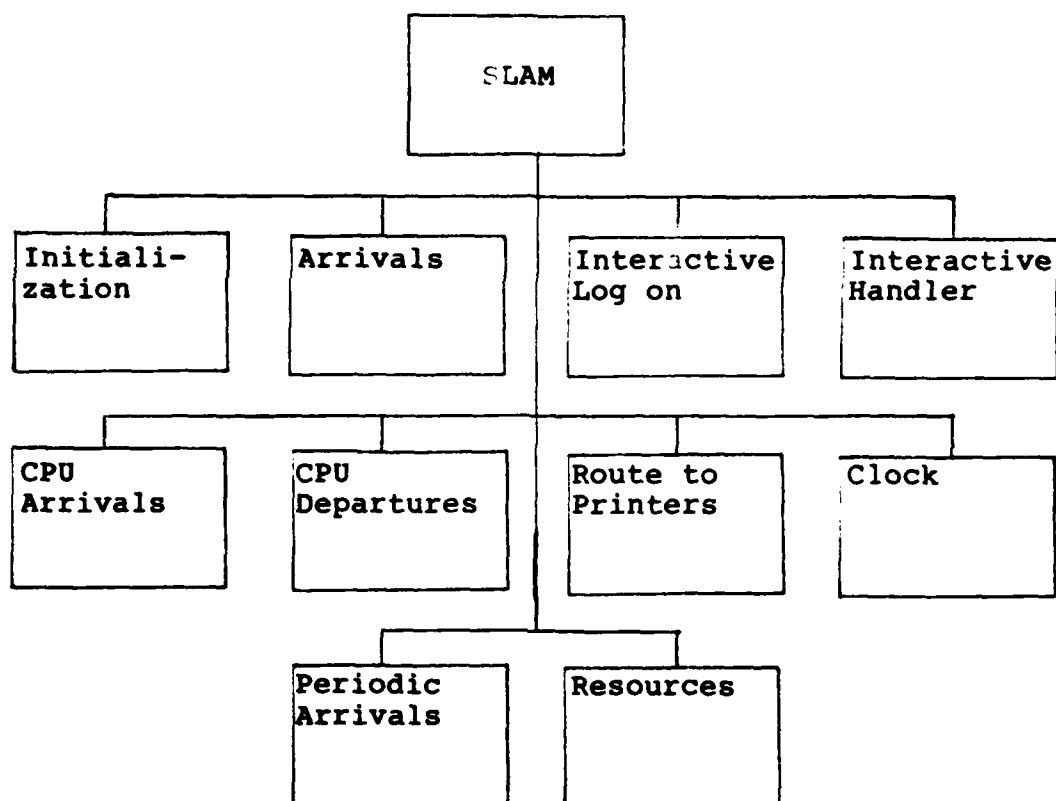 SLAM
Initiali-
zation
Arrivals
Interactive
Log on
Interactive
Handler
CPU
Arrivals
CPU
Departures
Route to
Printers
Clock
Periodic
Arrivals
Resources